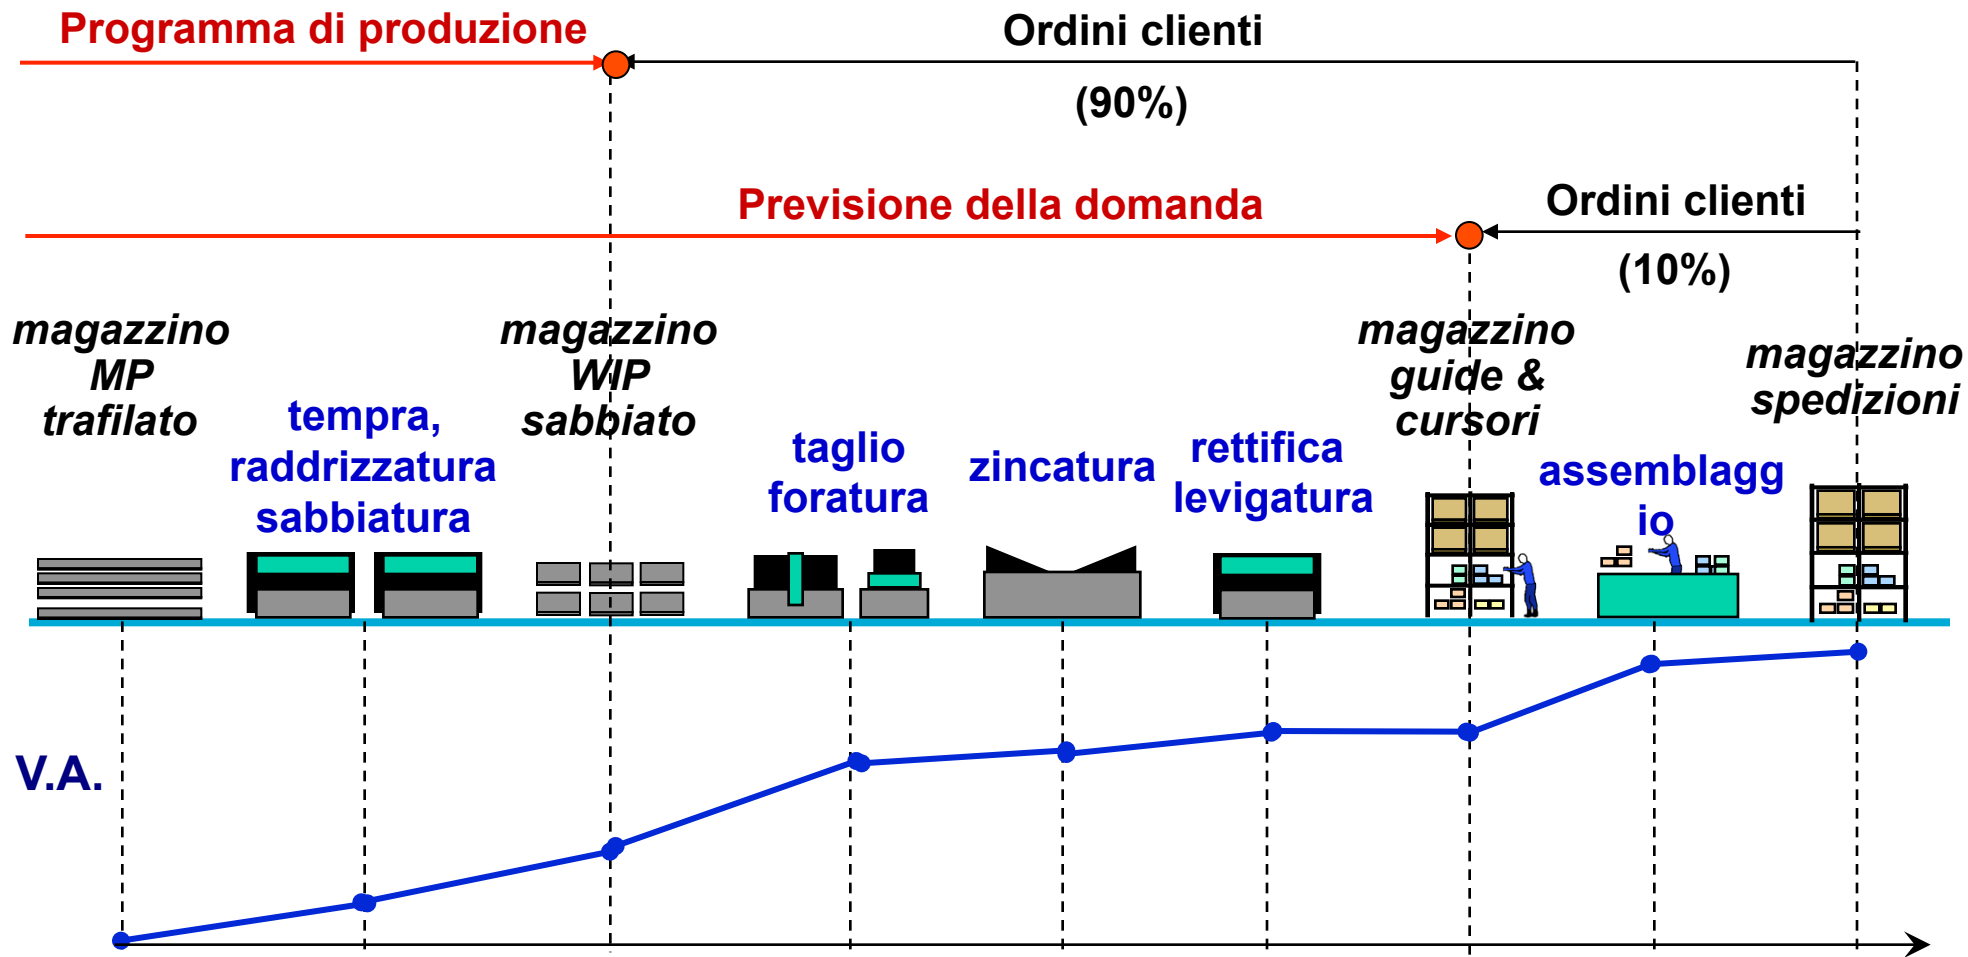 Programma di produzione
Ordini clienti
(90%)
Previsione della domanda
Ordini clienti
(10%)
magazzino
MP
trafilato
tempra,
raddrizzatura
sabbiatura
magazzino
WIP
sabbiato
taglio
foratura
zincatura
rettifica
levigatura
magazzino
guide &
cursori
assemblagg
io
magazzino
spedizioni
V.A.